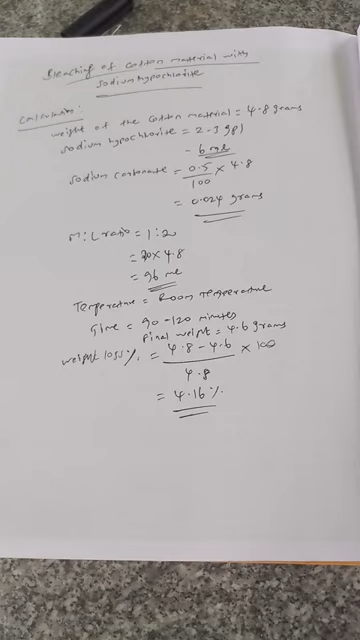 Bleaching of cotton material with
sodium hypochlorite
Calculation:
weight of the cotton material = 4.8 grams
sodium hypochlorite = 2-3 gpl
- 6 ml
sodium carbonate = 0.5/100 × 4.8
= 0.024 grams
M:L ratio = 1:20
= 20 × 4.8
= 96 ml
Temperature = Room Temperature
Time = 90-120 minutes
Final weight = 4.6 grams
weight loss % = 4.8 - 4.6 / 4.8 × 100
= 4.16 %